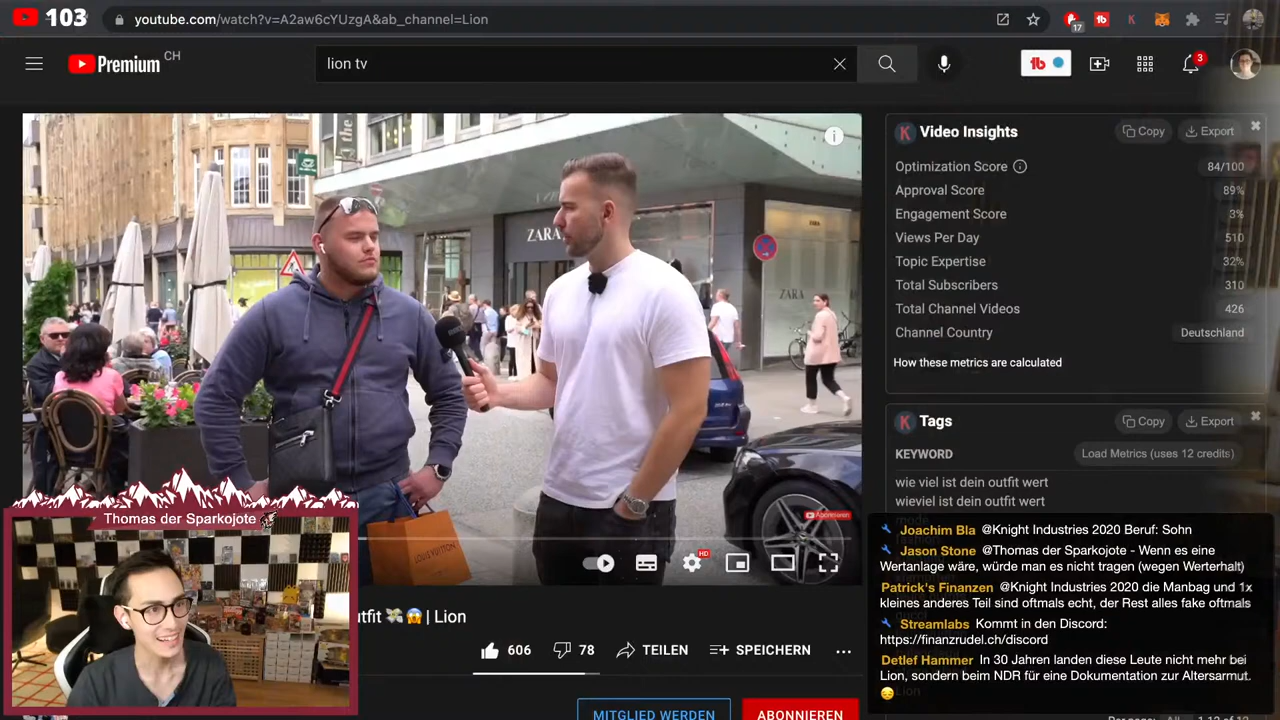 103
youtube.com/watch?v=A2aw6cYUzgA&ab_channel=Lion
17
Premium CH
lion tv
3
ZARA
ZARA
LOUIS VUITTON
Abonnieren
HD
Video Insights
Copy
Export
Optimization Score
84/100
Approval Score
89%
Engagement Score
3%
Views Per Day
510
Topic Expertise
32%
Total Subscribers
310
Total Channel Videos
426
Channel Country
Deutschland
How these metrics are calculated
Tags
Copy
Export
KEYWORD
Load Metrics (uses 12 credits)
wie viel ist dein outfit wert
wieviel ist dein outfit wert
Thomas der Sparkojote
tfit 💸😱 | Lion
606
78
TEILEN
SPEICHERN
MITGLIED WERDEN
ABONNIEREN
Joachim Bla @Knight Industries 2020 Beruf: Sohn
Jason Stone @Thomas der Sparkojote - Wenn es eine
Wertanlage wäre, würde man es nicht tragen (wegen Werterhalt)
Patrick's Finanzen @Knight Industries 2020 die Manbag und 1x
kleines anderes Teil sind oftmals echt, der Rest alles fake oftmals
Streamlabs Kommt in den Discord:
https://finanzrudel.ch/discord
Detlef Hammer In 30 Jahren landen diese Leute nicht mehr bei
Lion, sondern beim NDR für eine Dokumentation zur Altersarmut.
😔